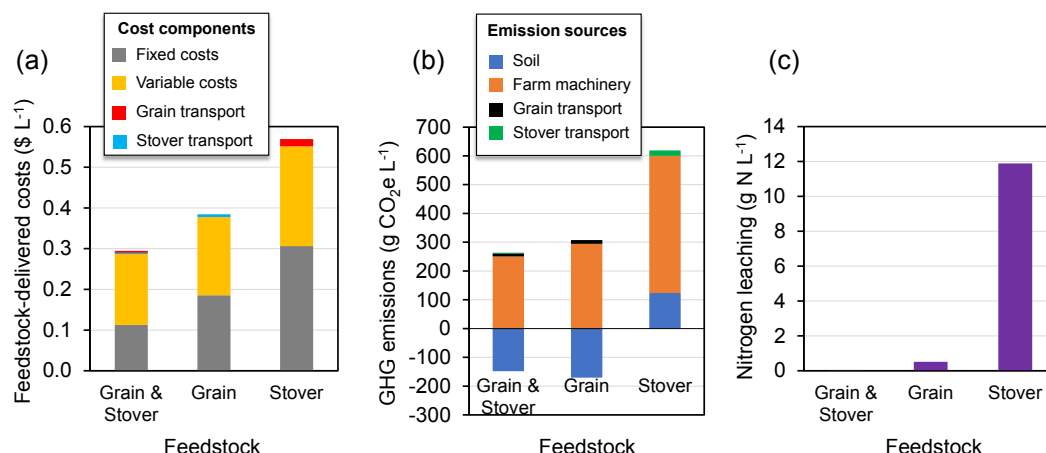 (a)
Cost components
Fixed costs
Variable costs
Grain transport
Stover transport
Feedstock-delivered costs ($ L-1)
0.6
0.5
0.4
0.3
0.2
0.1
0.0
Grain & Stover
Grain
Stover
Feedstock
(b)
Emission sources
Soil
Farm machinery
Grain transport
Stover transport
GHG emissions (g CO2e L-1)
700
600
500
400
300
200
100
0
-100
-200
-300
Grain &
Stover
Grain
Stover
Feedstock
(c)
Nitrogen leaching (g N L-1)
14
12
10
8
6
4
2
0
Grain &
Stover
Grain
Stover
Feedstock